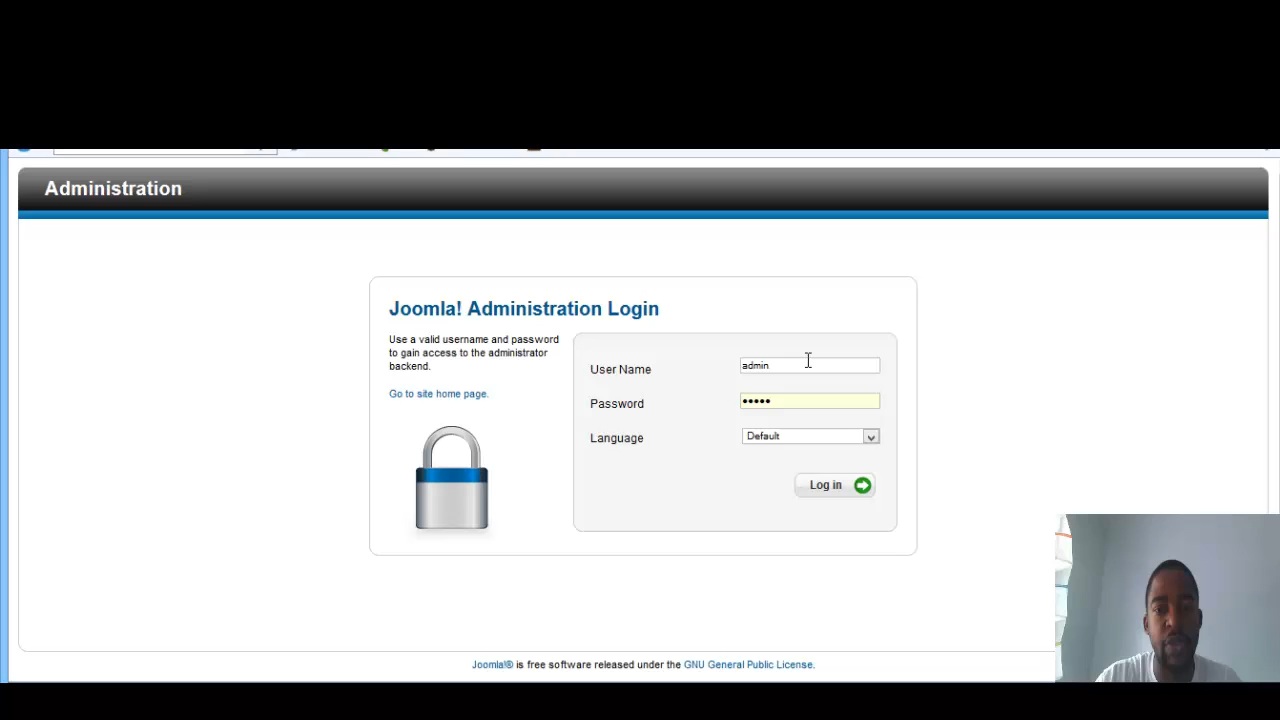 Administration
Joomla! Administration Login
Use a valid username and password
to gain access to the administrator
backend.
Go to site home page.
User Name
admin
Password
•••••
Language
Default
Log in
Joomla!® is free software released under the GNU General Public License.